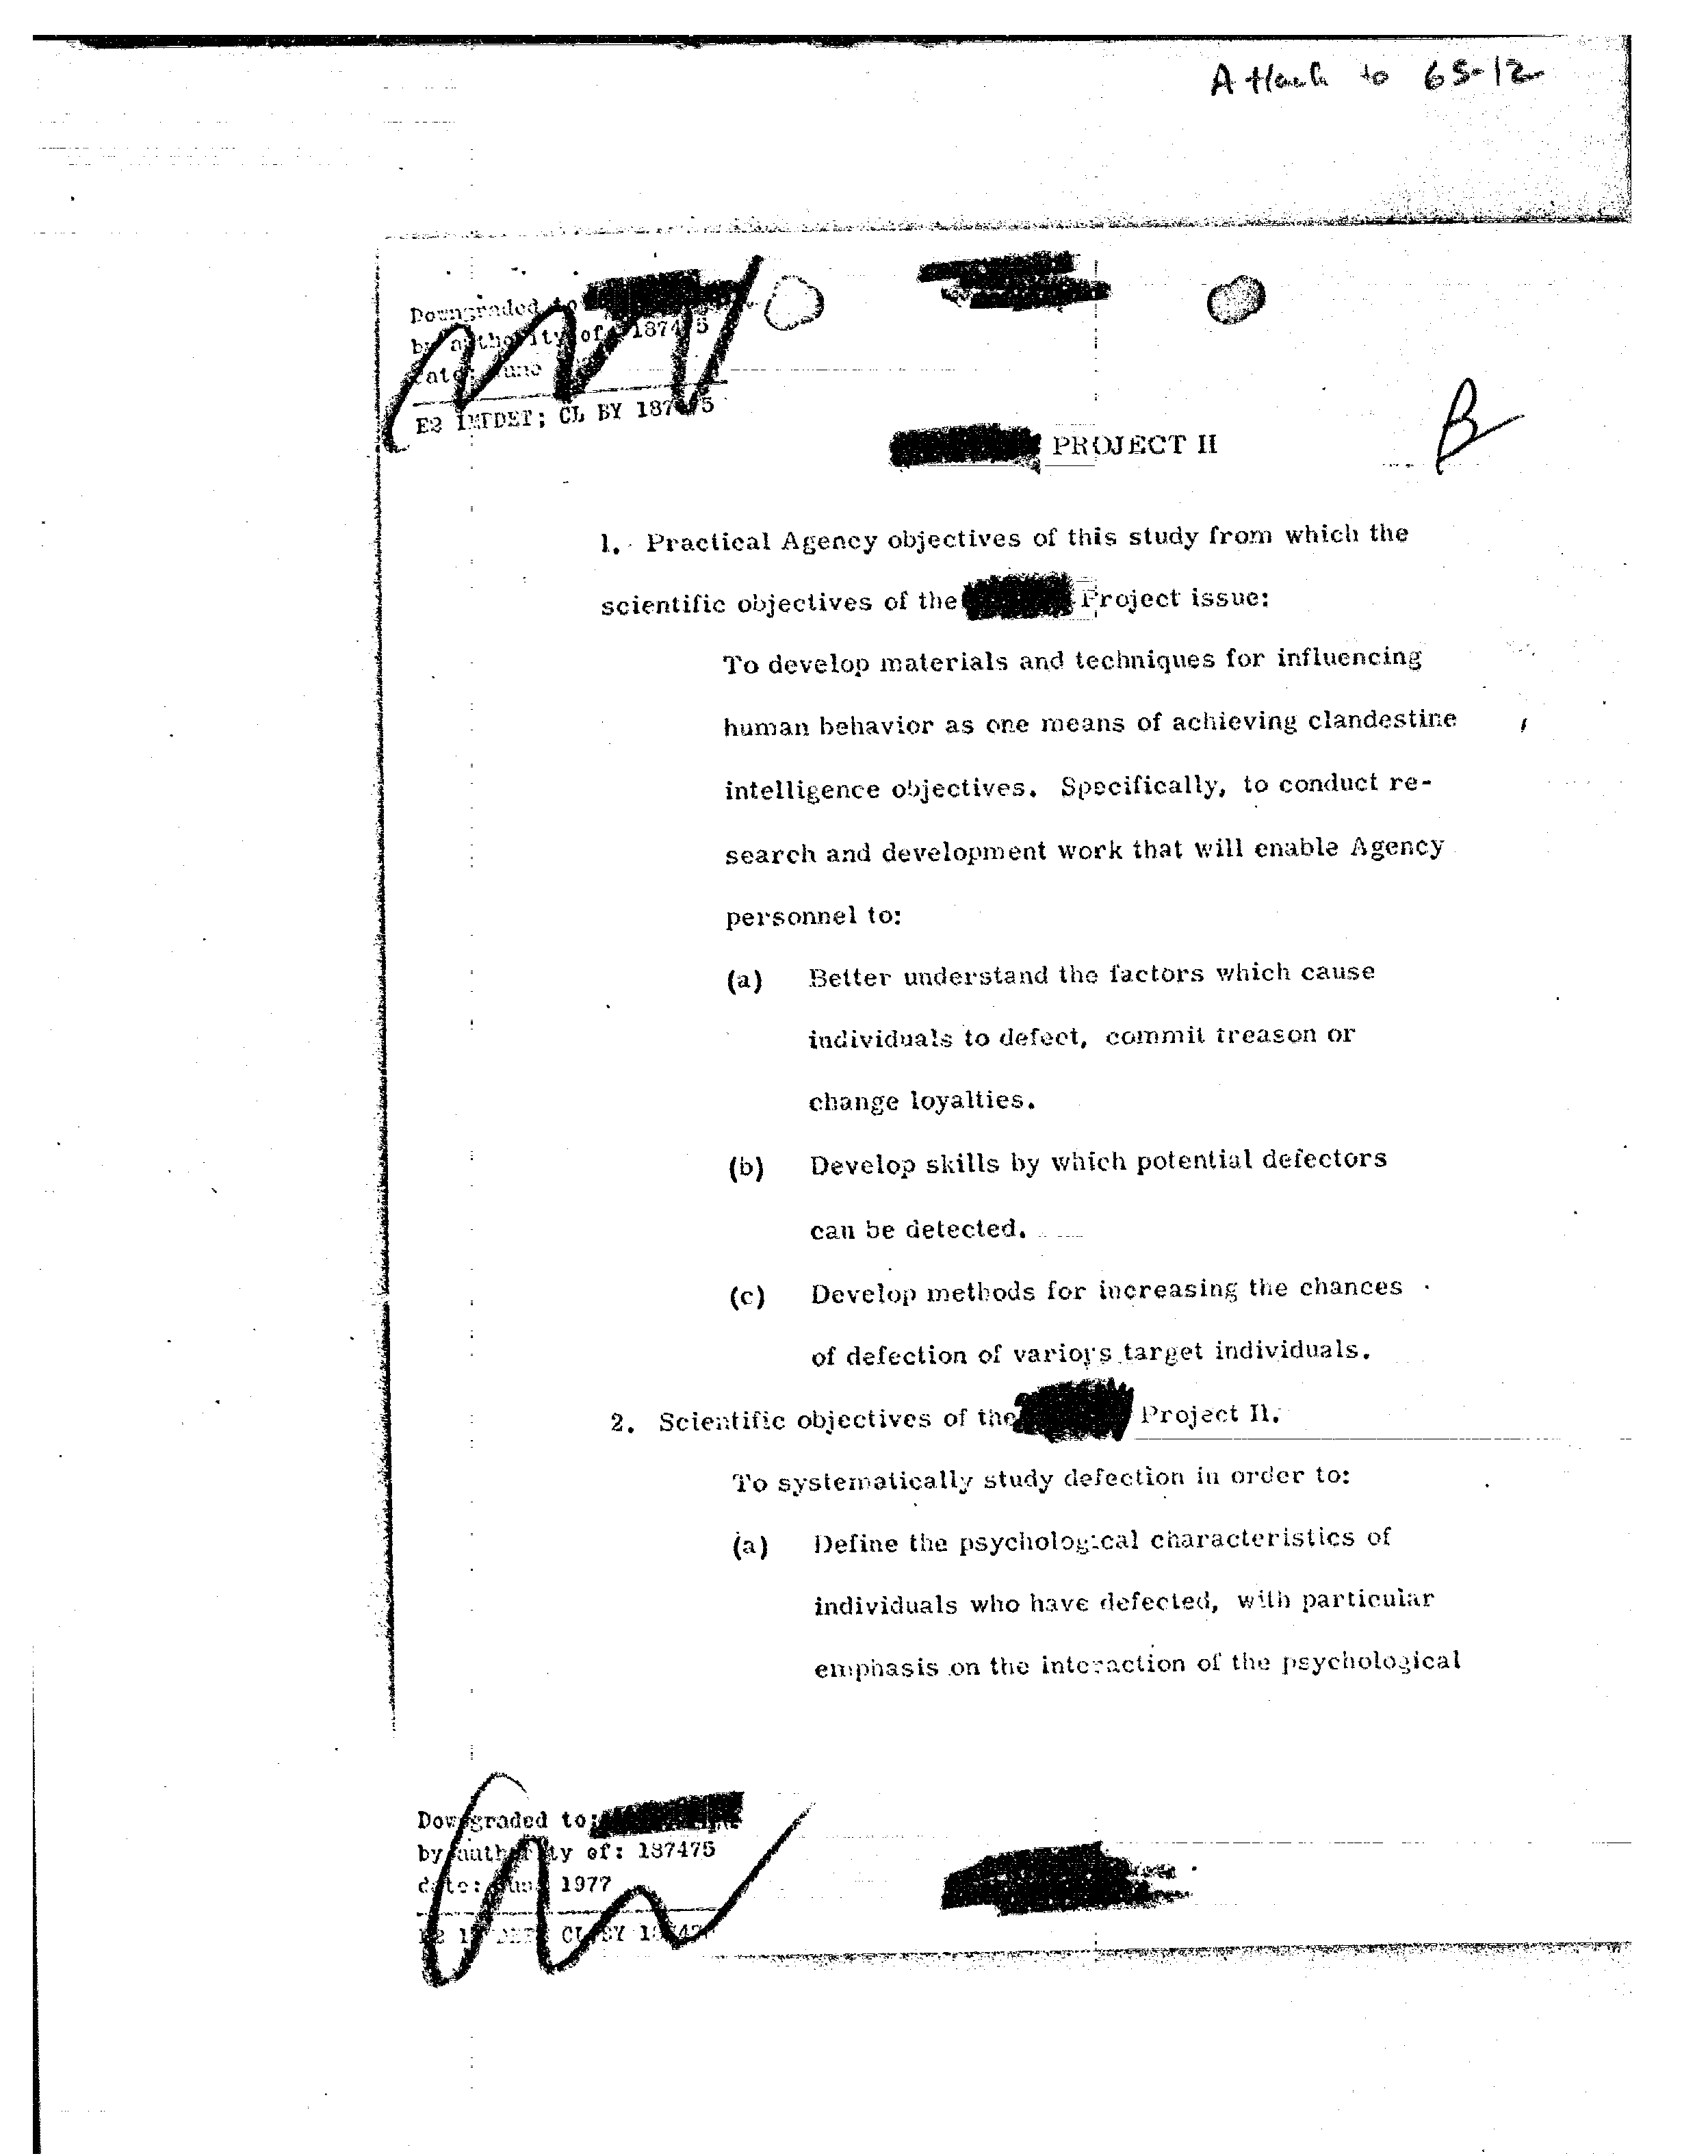 Attach to 65-12
Downgraded to
by authority of: 187475
date: June
E2 IMPDET; CL BY 187475
PROJECT II
B
1. Practical Agency objectives of this study from which the
scientific objectives of the Project issue:
To develop materials and techniques for influencing
human behavior as one means of achieving clandestine
intelligence objectives. Specifically, to conduct re-
search and development work that will enable Agency
personnel to:
(a) Better understand the factors which cause
individuals to defect, commit treason or
change loyalties.
(b) Develop skills by which potential defectors
can be detected.
(c) Develop methods for increasing the chances
of defection of varioys target individuals.
2. Scientific objectives of the Project II.
To systematically study defection in order to:
(a) Define the psychological characteristics of
individuals who have defected, with particular
emphasis on the interaction of the psychological
Downgraded to:
by authority of: 187475
date: June 1977
E2 IMPDET CL BY 187475